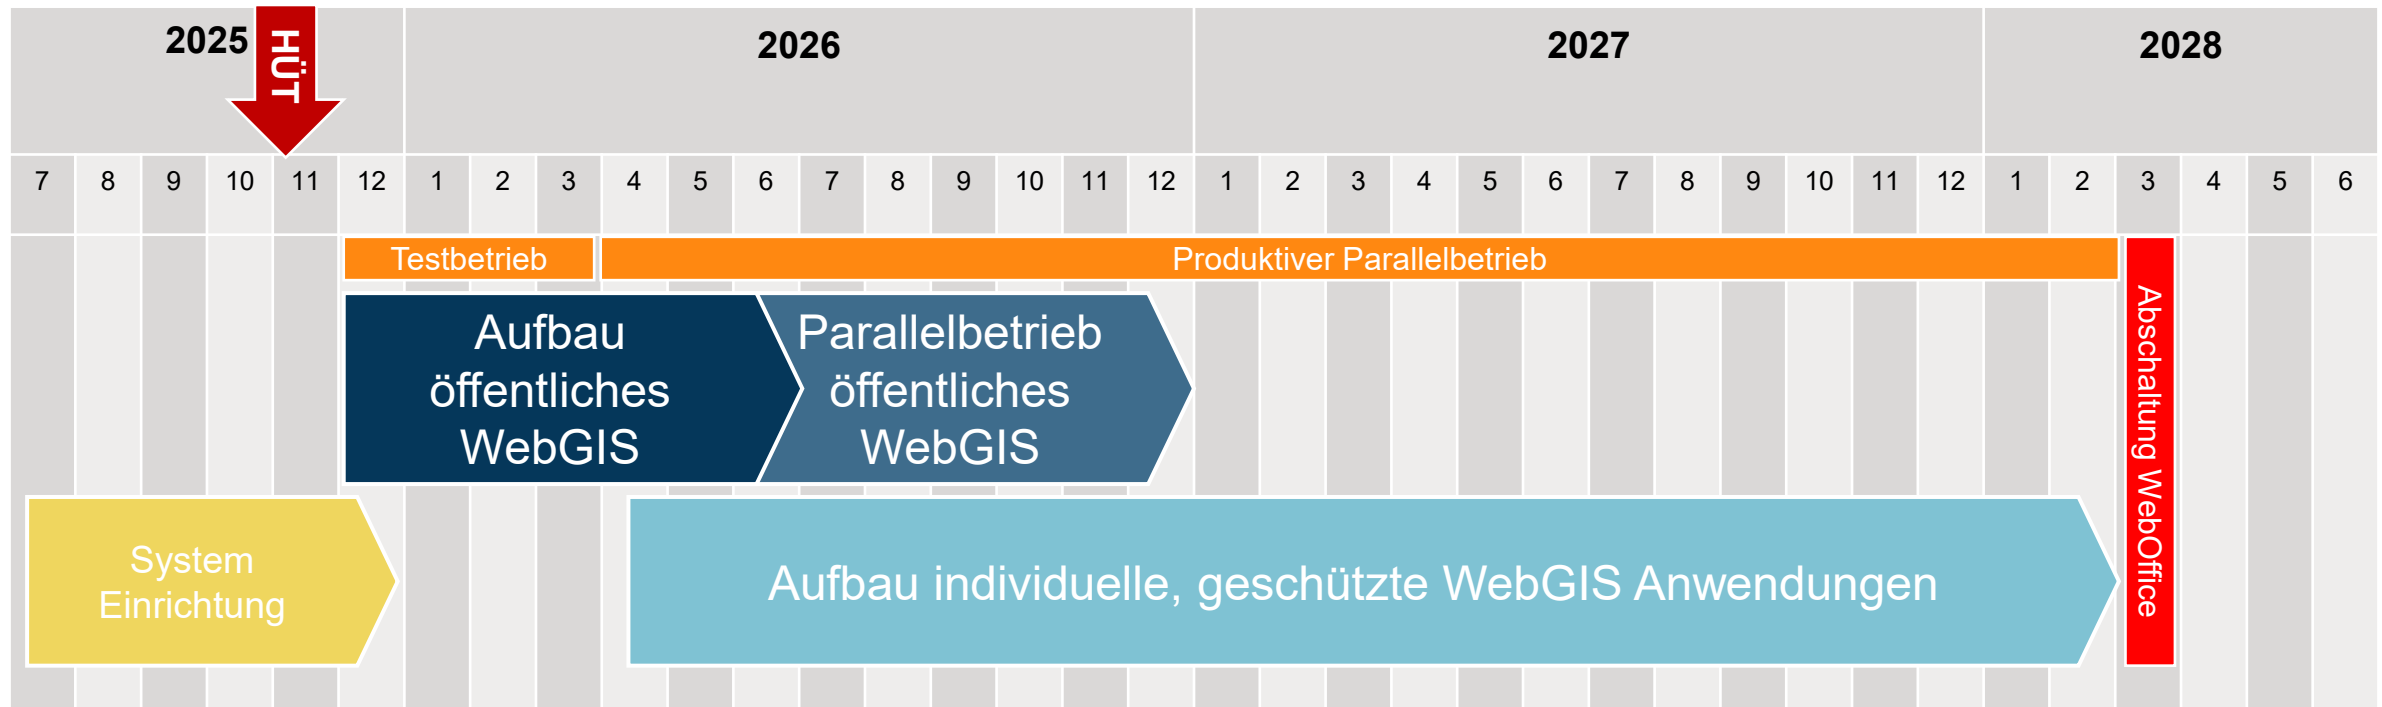 2025
HÜT
2026
2027
2028
7 8 9 10 11 12 1 2 3 4 5 6 7 8 9 10 11 12 1 2 3 4 5 6 7 8 9 10 11 12 1 2 3 4 5 6
Testbetrieb
Produktiver Parallelbetrieb
Aufbau
öffentliches
WebGIS
Parallelbetrieb
öffentliches
WebGIS
Abschaltung WebOffice
System
Einrichtung
Aufbau individuelle, geschützte WebGIS Anwendungen